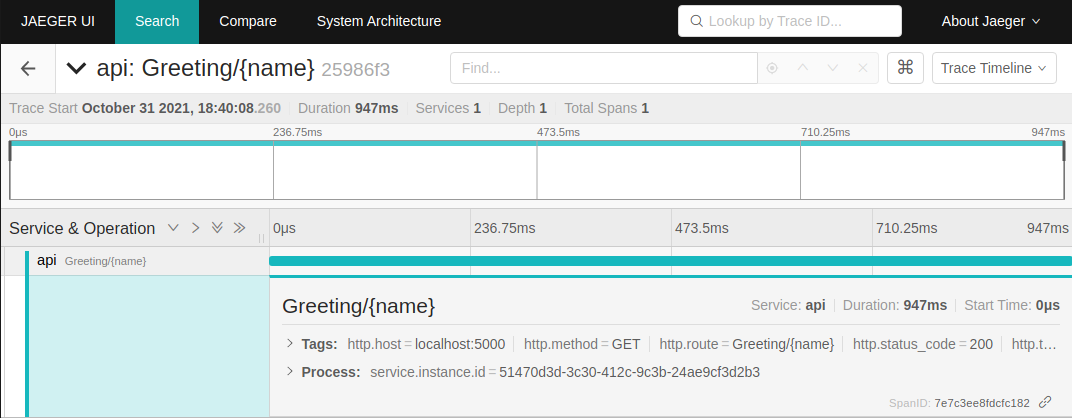 JAEGER UI Search Compare System Architecture Lookup by Trace ID... About Jaeger
api: Greeting/{name} 25986f3 Find... ⌘ Trace Timeline
Trace Start October 31 2021, 18:40:08.260 Duration 947ms Services 1 Depth 1 Total Spans 1
0μs 236.75ms 473.5ms 710.25ms 947ms
Service & Operation 0μs 236.75ms 473.5ms 710.25ms 947ms
api Greeting/{name}
Greeting/{name} Service: api Duration: 947ms Start Time: 0μs
Tags: http.host = localhost:5000 http.method = GET http.route = Greeting/{name} http.status_code = 200 http.t...
Process: service.instance.id = 51470d3d-3c30-412c-9c3b-24ae9cf3d2b3
SpanID: 7e7c3ee8fdcfc182